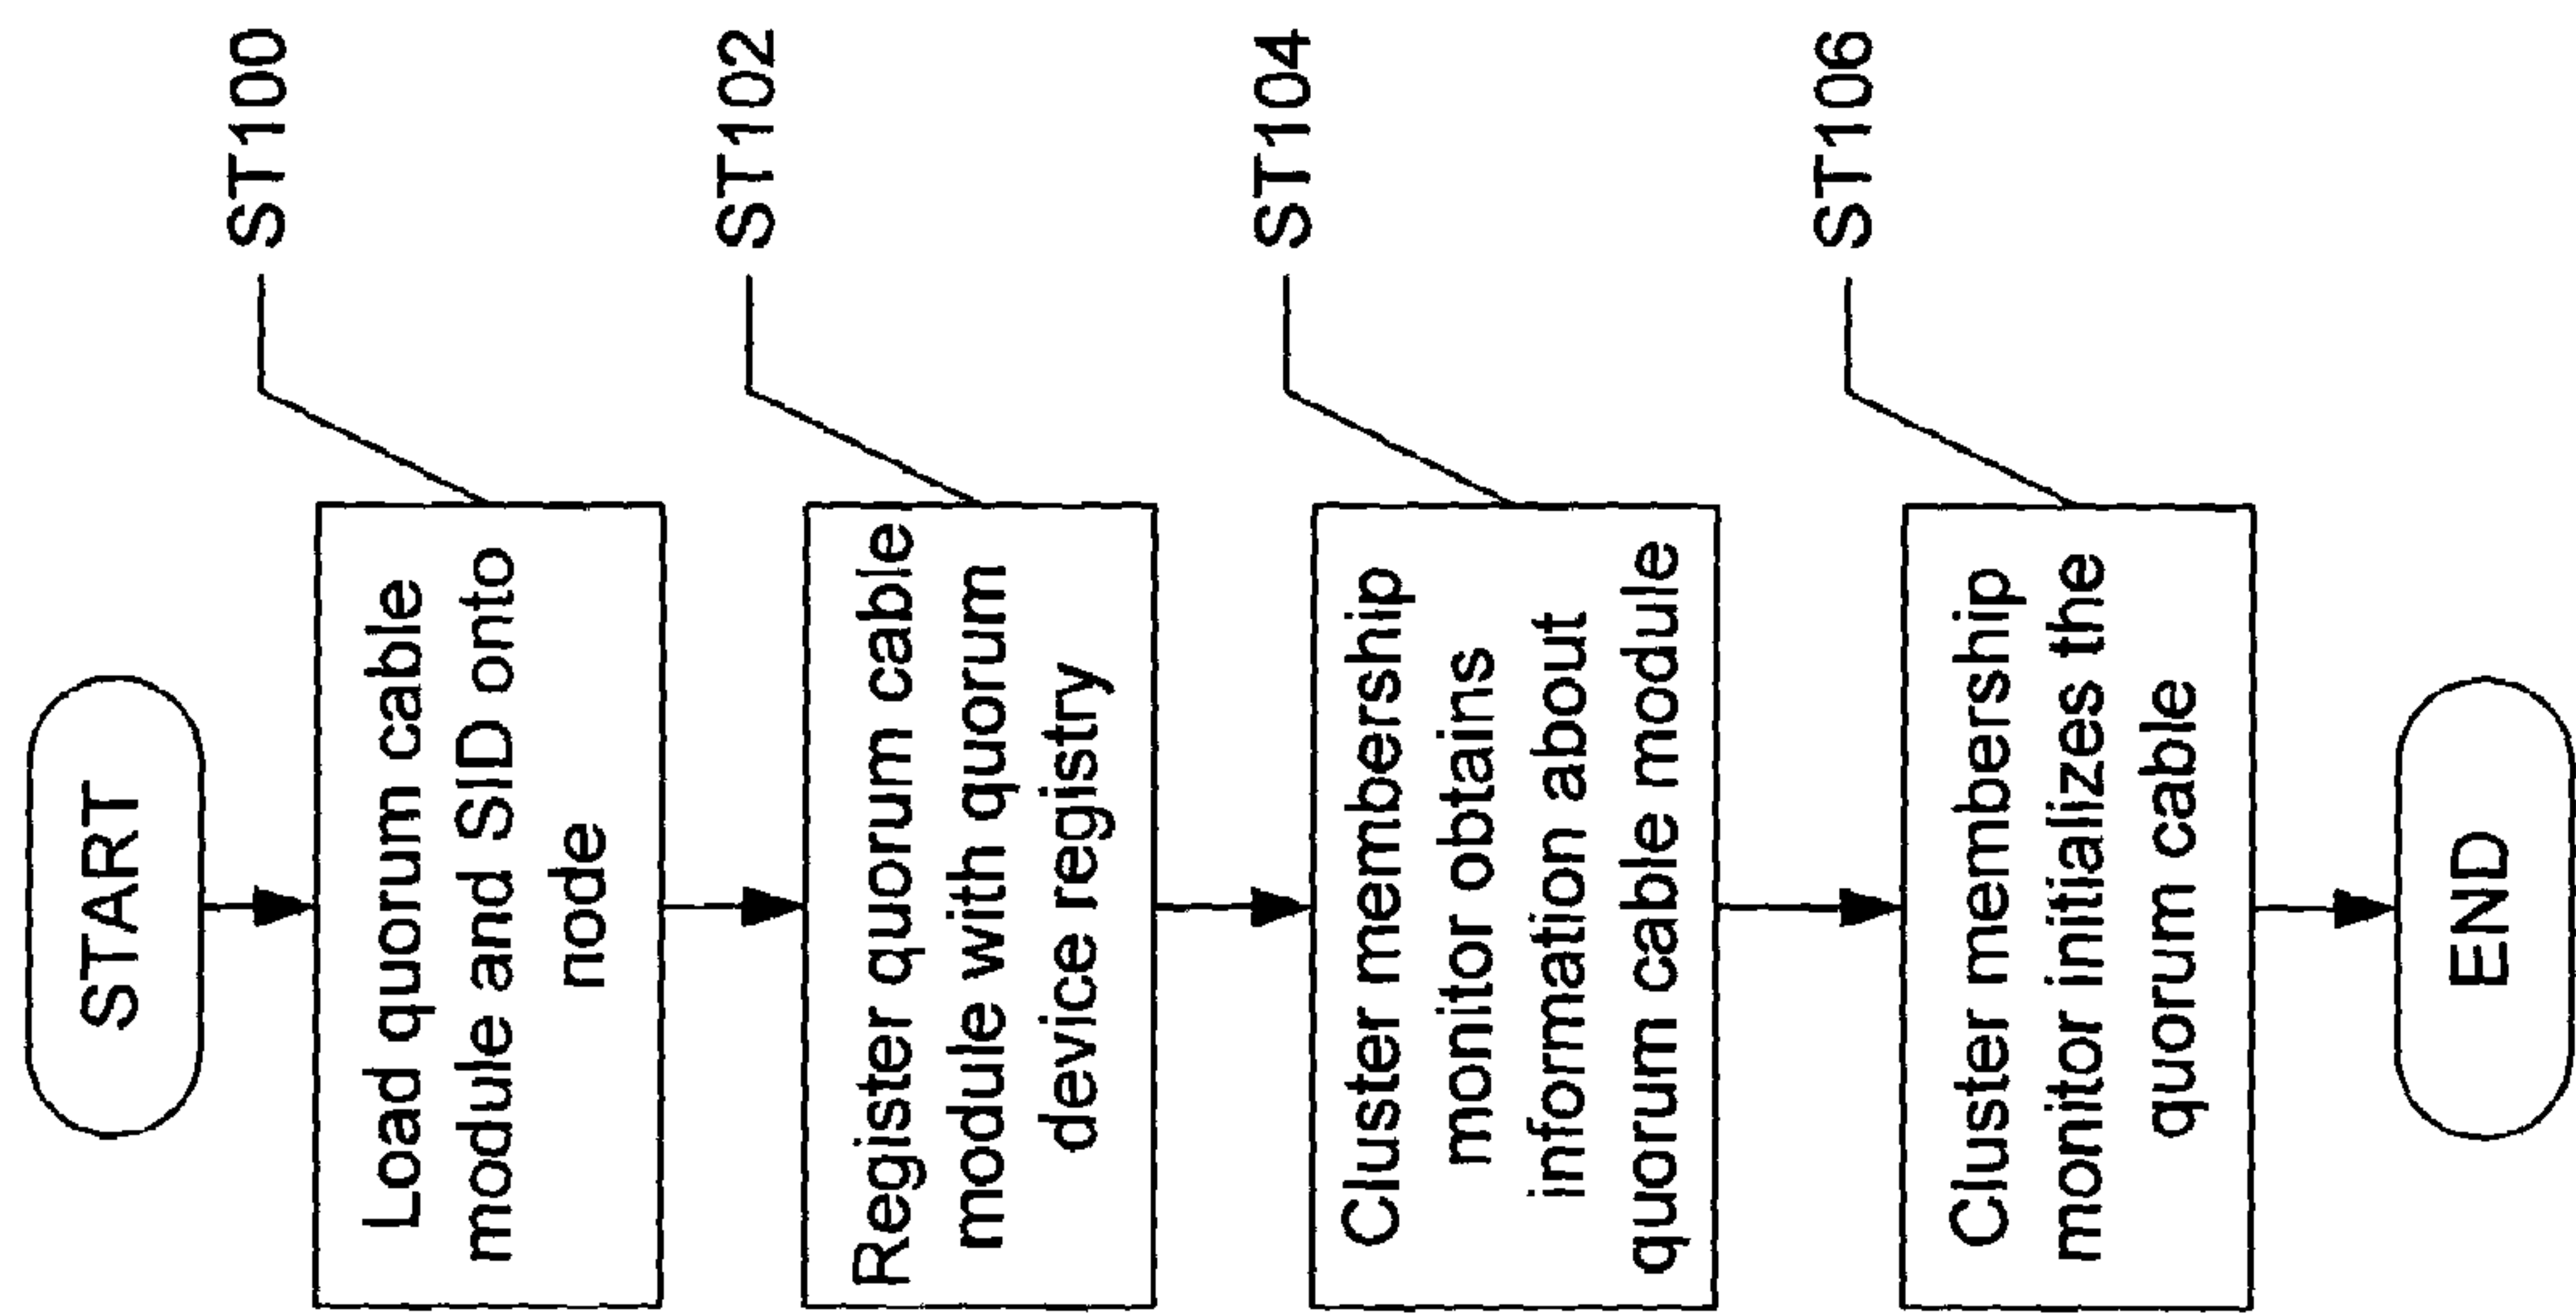 START
ST100
Load quorum cable
module and SID onto
node
ST102
Register quorum cable
module with quorum
device registry
ST104
Cluster membership
monitor obtains
information about
quorum cable module
ST106
Cluster membership
monitor initializes the
quorum cable
END